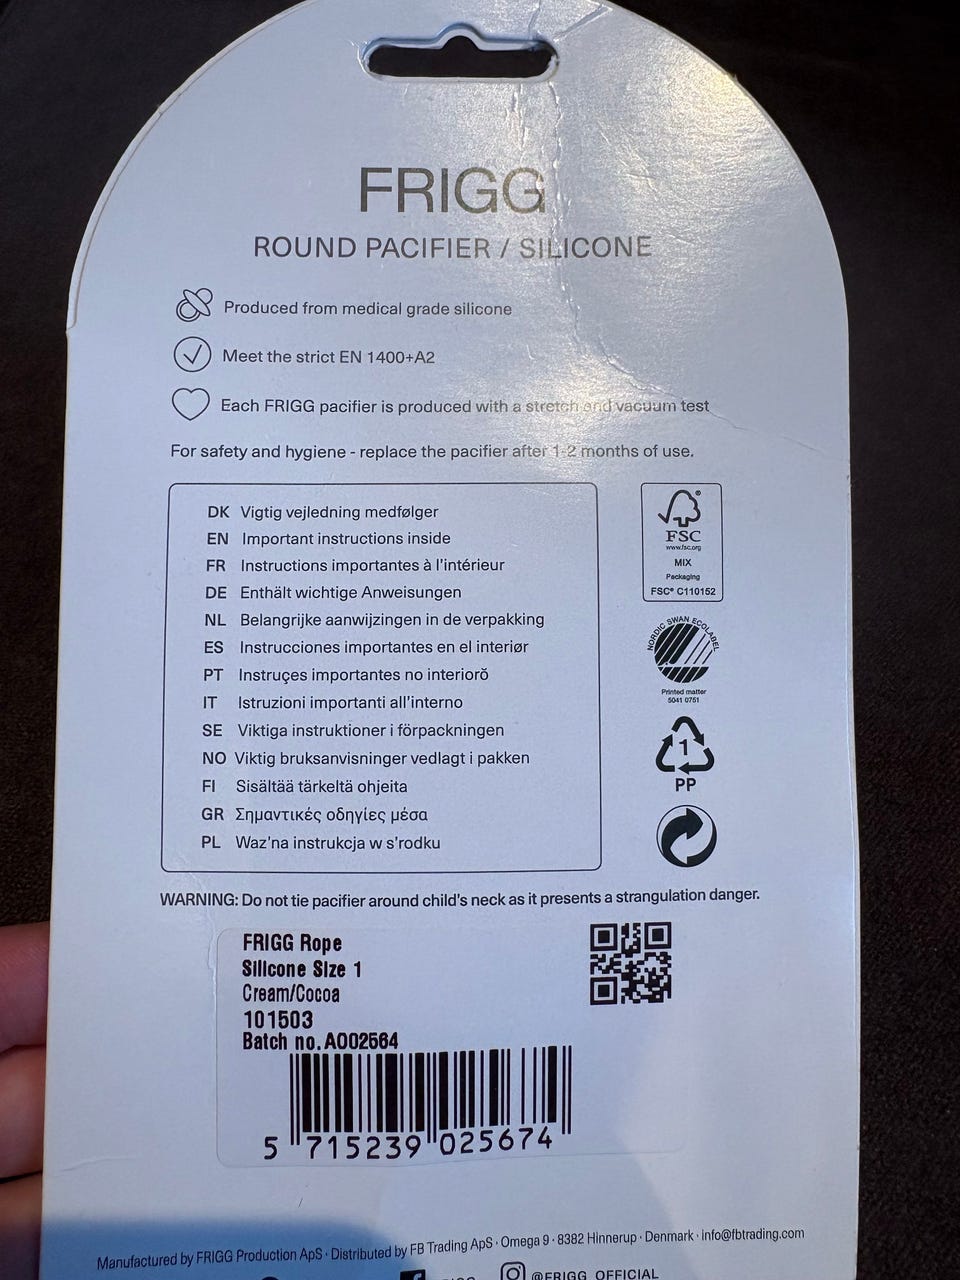 FRIGG
ROUND PACIFIER / SILICONE
Produced from medical grade silicone
Meet the strict EN 1400+A2
Each FRIGG pacifier is produced with a stretch and vacuum test
For safety and hygiene - replace the pacifier after 1-2 months of use.
DK Vigtig vejledning medfølger
EN Important instructions inside
FR Instructions importantes à l'intérieur
DE Enthält wichtige Anweisungen
NL Belangrijke aanwijzingen in de verpakking
ES Instrucciones importantes en el interiør
PT Instruçes importantes no interiorŏ
IT Istruzioni importanti all'interno
SE Viktiga instruktioner i förpackningen
NO Viktig bruksanvisninger vedlagt i pakken
FI Sisältää tärkeltä ohjeita
GR Σημαντικές οδηγίες μέσα
PL Waz'na instrukcja w s'rodku
FSC®
www.fsc.org
MIX
Packaging
FSC® C110152
NORDIC SWAN ECOLABEL
Printed matter
5041 0751
1
PP
WARNING: Do not tie pacifier around child's neck as it presents a strangulation danger.
FRIGG Rope
Silicone Size 1
Cream/Cocoa
101503
Batch no.A002564
5 715239 025674
Manufactured by FRIGG Production ApS · Distributed by FB Trading ApS · Omega 9 · 8382 Hinnerup · Denmark · info@fbtrading.com
@FRIGG_OFFICIAL